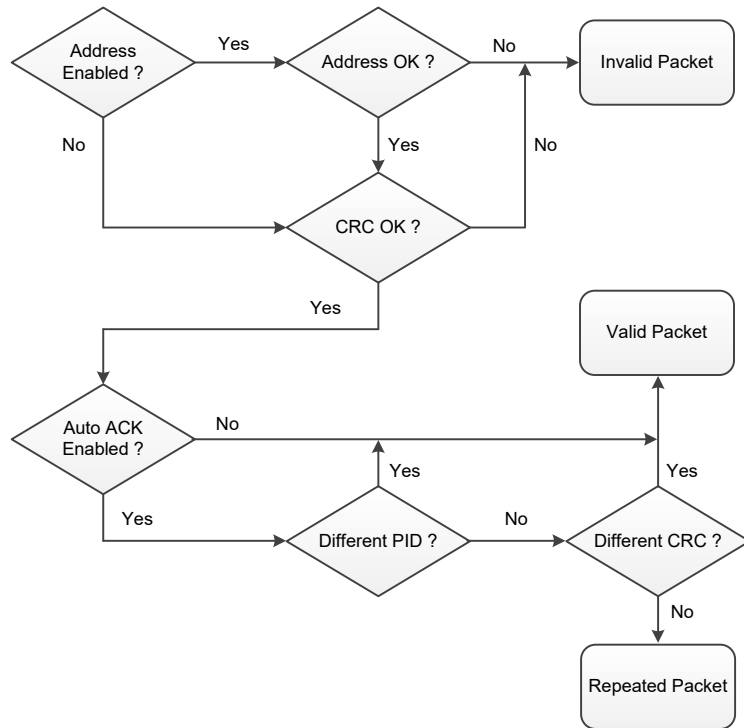 Address
Enabled ?
Yes
Address OK ?
No
Invalid Packet
No
Yes
No
CRC OK ?
Yes
Valid Packet
Auto ACK
Enabled ?
No
Yes
Yes
Yes
Different PID ?
No
Different CRC ?
No
Repeated Packet